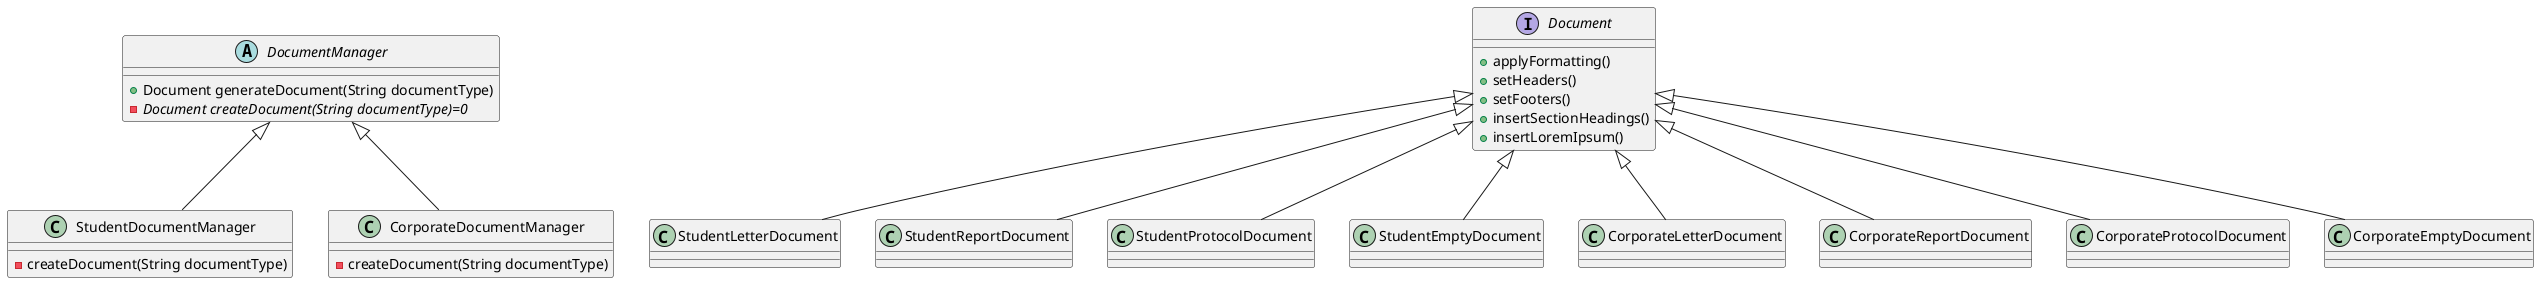 A DocumentManager
Document generateDocument(String documentType)
Document createDocument(String documentType)=0
C StudentDocumentManager
createDocument(String documentType)
C CorporateDocumentManager
createDocument(String documentType)
I Document
applyFormatting()
setHeaders()
setFooters()
insertSectionHeadings()
insertLoremIpsum()
C StudentLetterDocument
C StudentReportDocument
C StudentProtocolDocument
C StudentEmptyDocument
C CorporateLetterDocument
C CorporateReportDocument
C CorporateProtocolDocument
C CorporateEmptyDocument